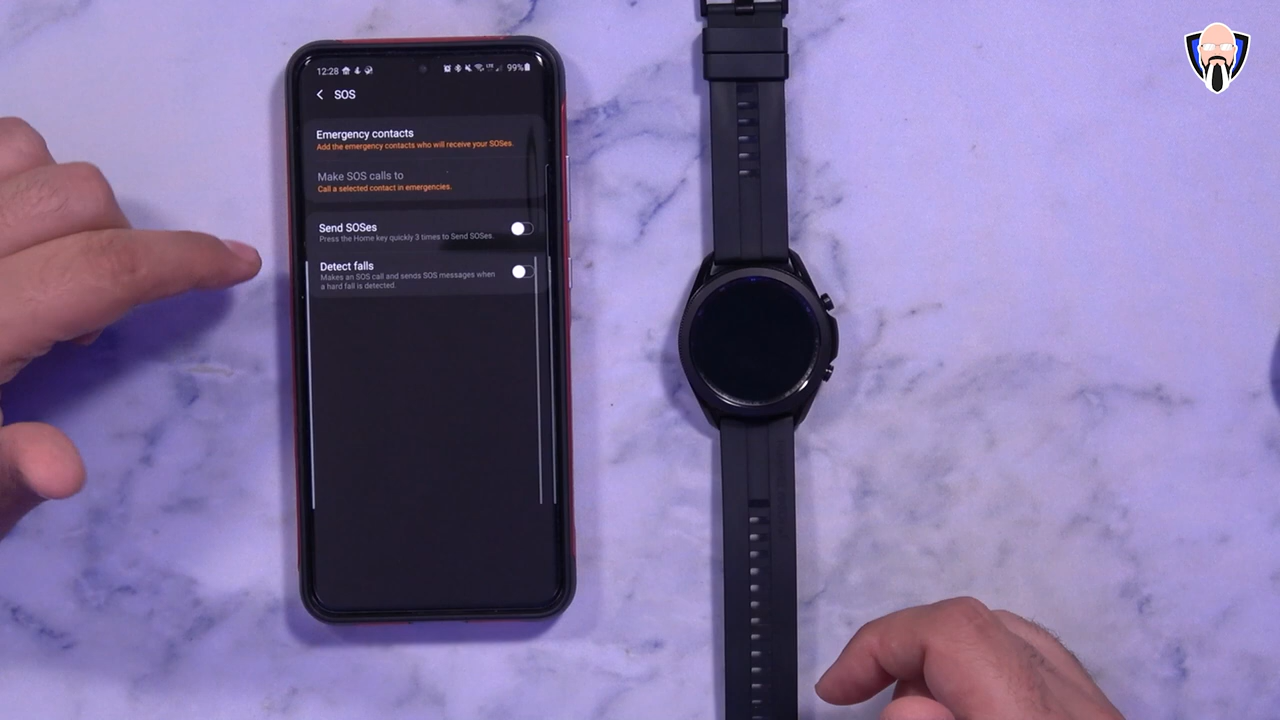 12:28
LTE
99%
SOS
Emergency contacts
Add the emergency contacts who will receive your SOSes.
Make SOS calls to
Call a selected contact in emergencies.
Send SOSes
Press the Home key quickly 3 times to Send SOSes.
Detect falls
Makes an SOS call and sends SOS messages when
a hard fall is detected.